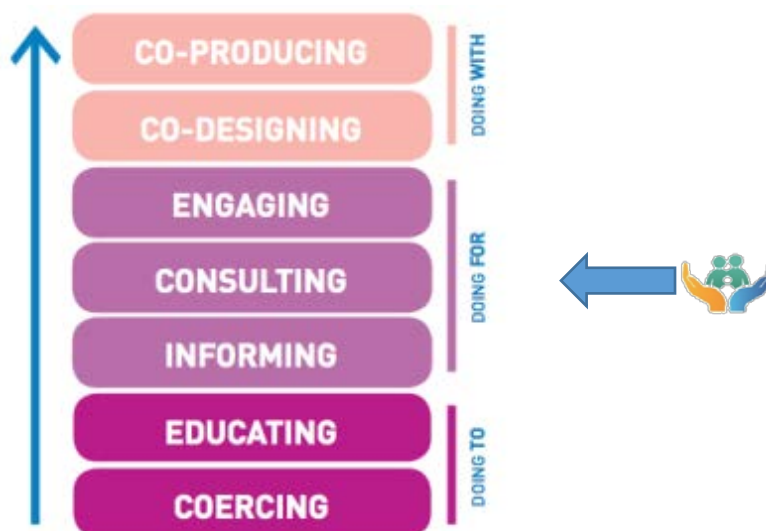 CO-PRODUCING
CO-DESIGNING
DOING WITH
ENGAGING
CONSULTING
INFORMING
DOING FOR
EDUCATING
COERCING
DOING TO